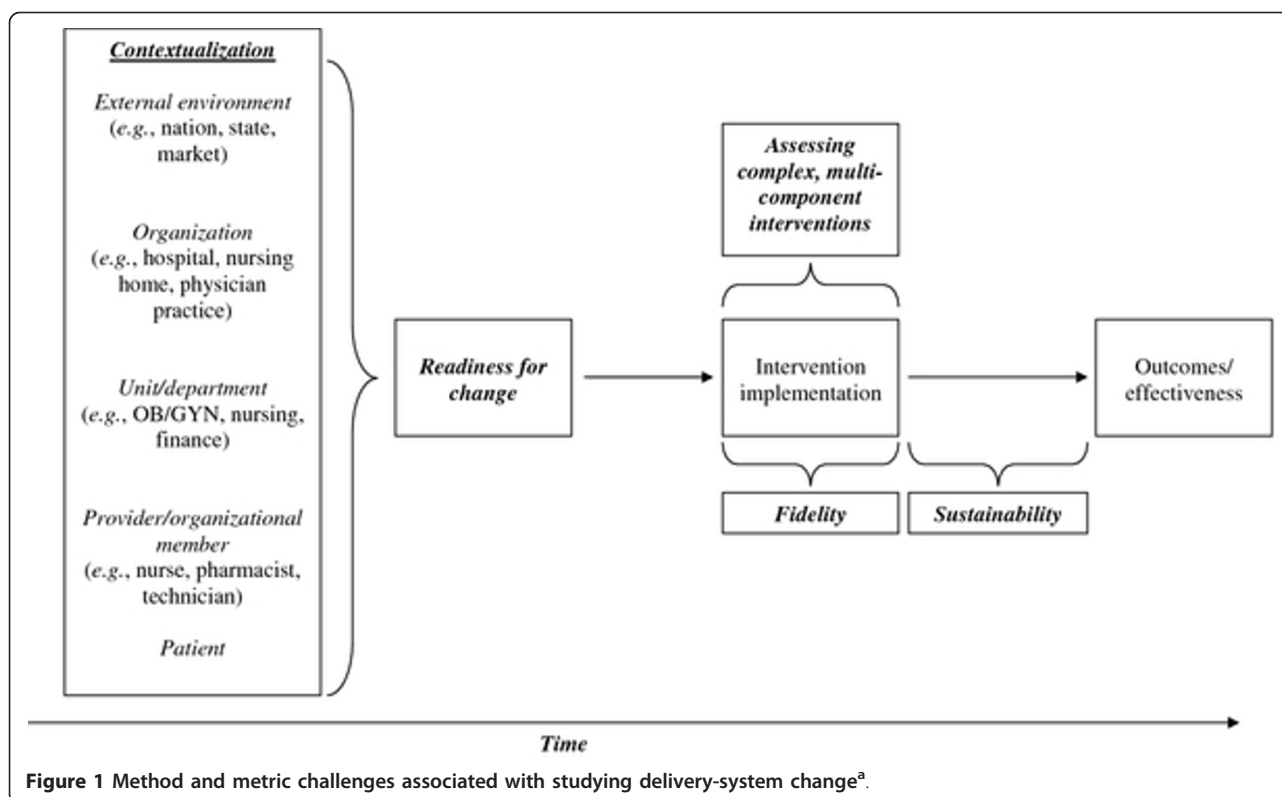 Contextualization
External environment
(e.g., nation, state,
market)
Organization
(e.g., hospital, nursing
home, physician
practice)
Unit/department
(e.g., OB/GYN, nursing,
finance)
Provider/organizational
member
(e.g., nurse, pharmacist,
technician)
Patient
Readiness for
change
Assessing
complex, multi-
component
interventions
Intervention
implementation
Fidelity
Sustainability
Outcomes/
effectiveness
Time
Figure 1 Method and metric challenges associated with studying delivery-system changea.